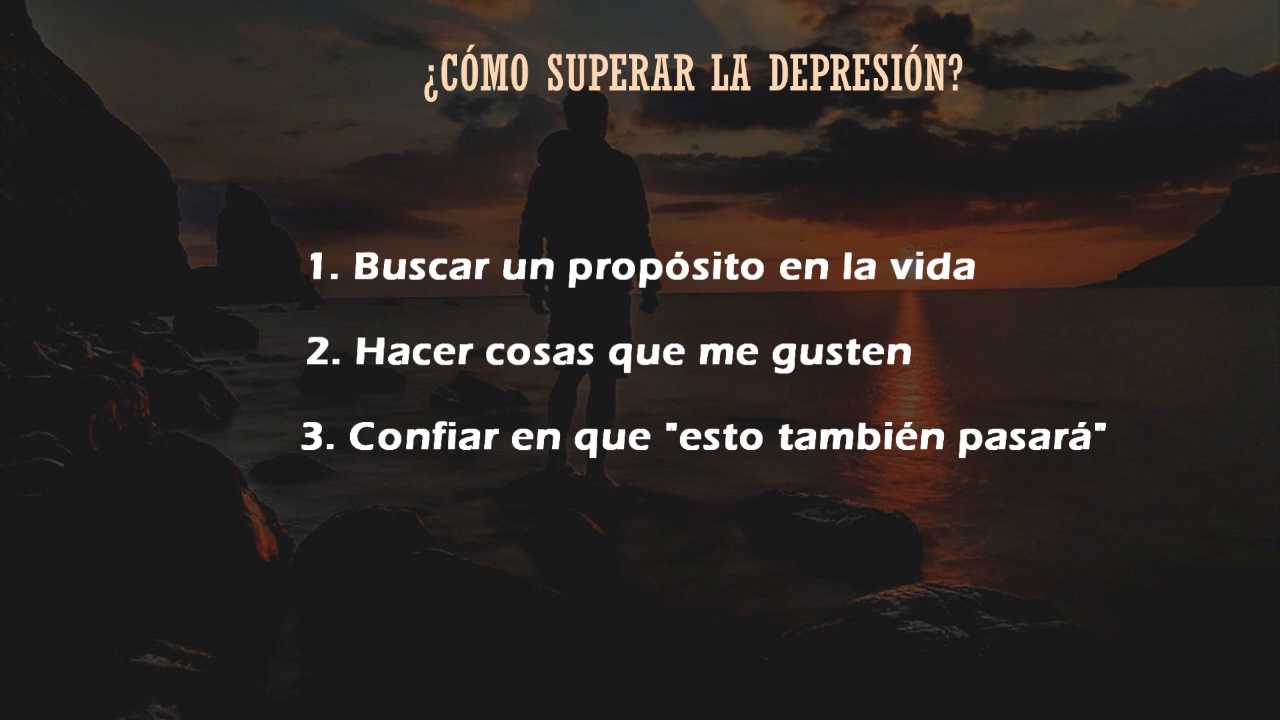 ¿CÓMO SUPERAR LA DEPRESIÓN?
1. Buscar un propósito en la vida
2. Hacer cosas que me gusten
3. Confiar en que "esto también pasará"